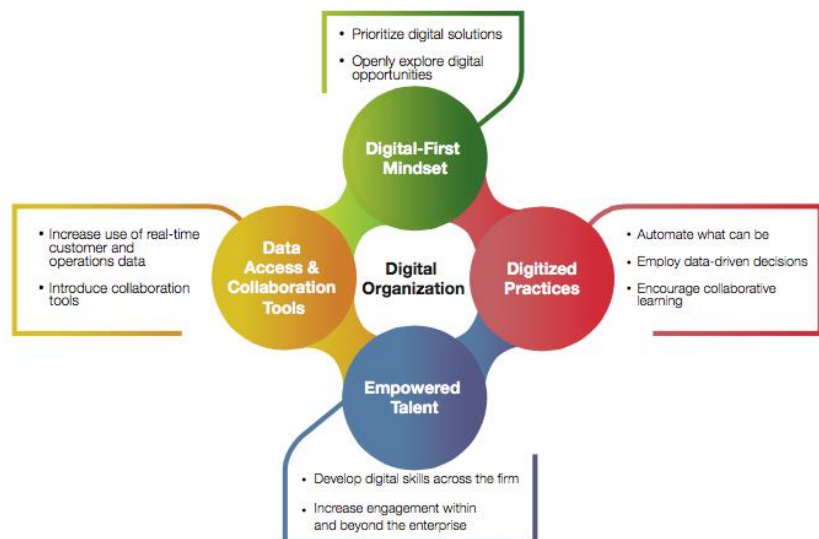 • Prioritize digital solutions
• Openly explore digital
opportunities
Digital-First
Mindset
• Increase use of real-time
customer and
operations data
• Introduce collaboration
tools
Data
Access &
Collaboration
Tools
Digital
Organization
Digitized
Practices
• Automate what can be
• Employ data-driven decisions
• Encourage collaborative
learning
Empowered
Talent
• Develop digital skills across the firm
• Increase engagement within
and beyond the enterprise